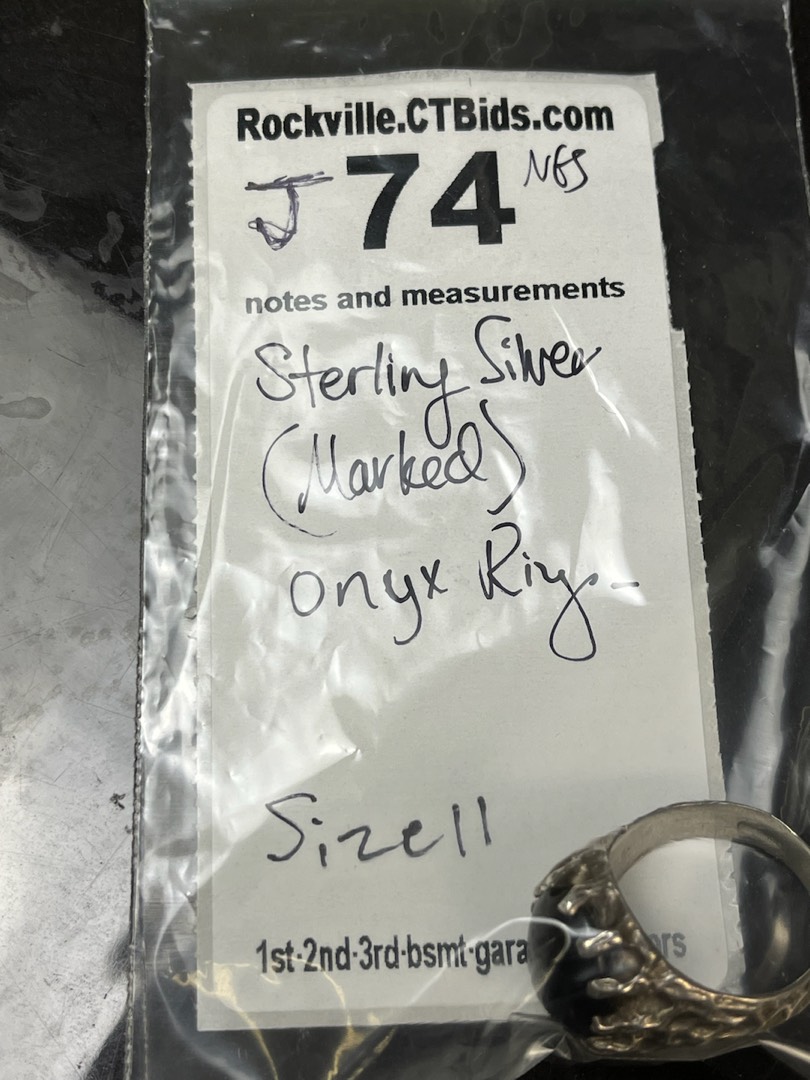 Rockville.CTBids.com
J 74 NGS
notes and measurements
Sterling Silver
(Marked)
onyx Ring.
Size 11
1st-2nd-3rd-bsmt-gara